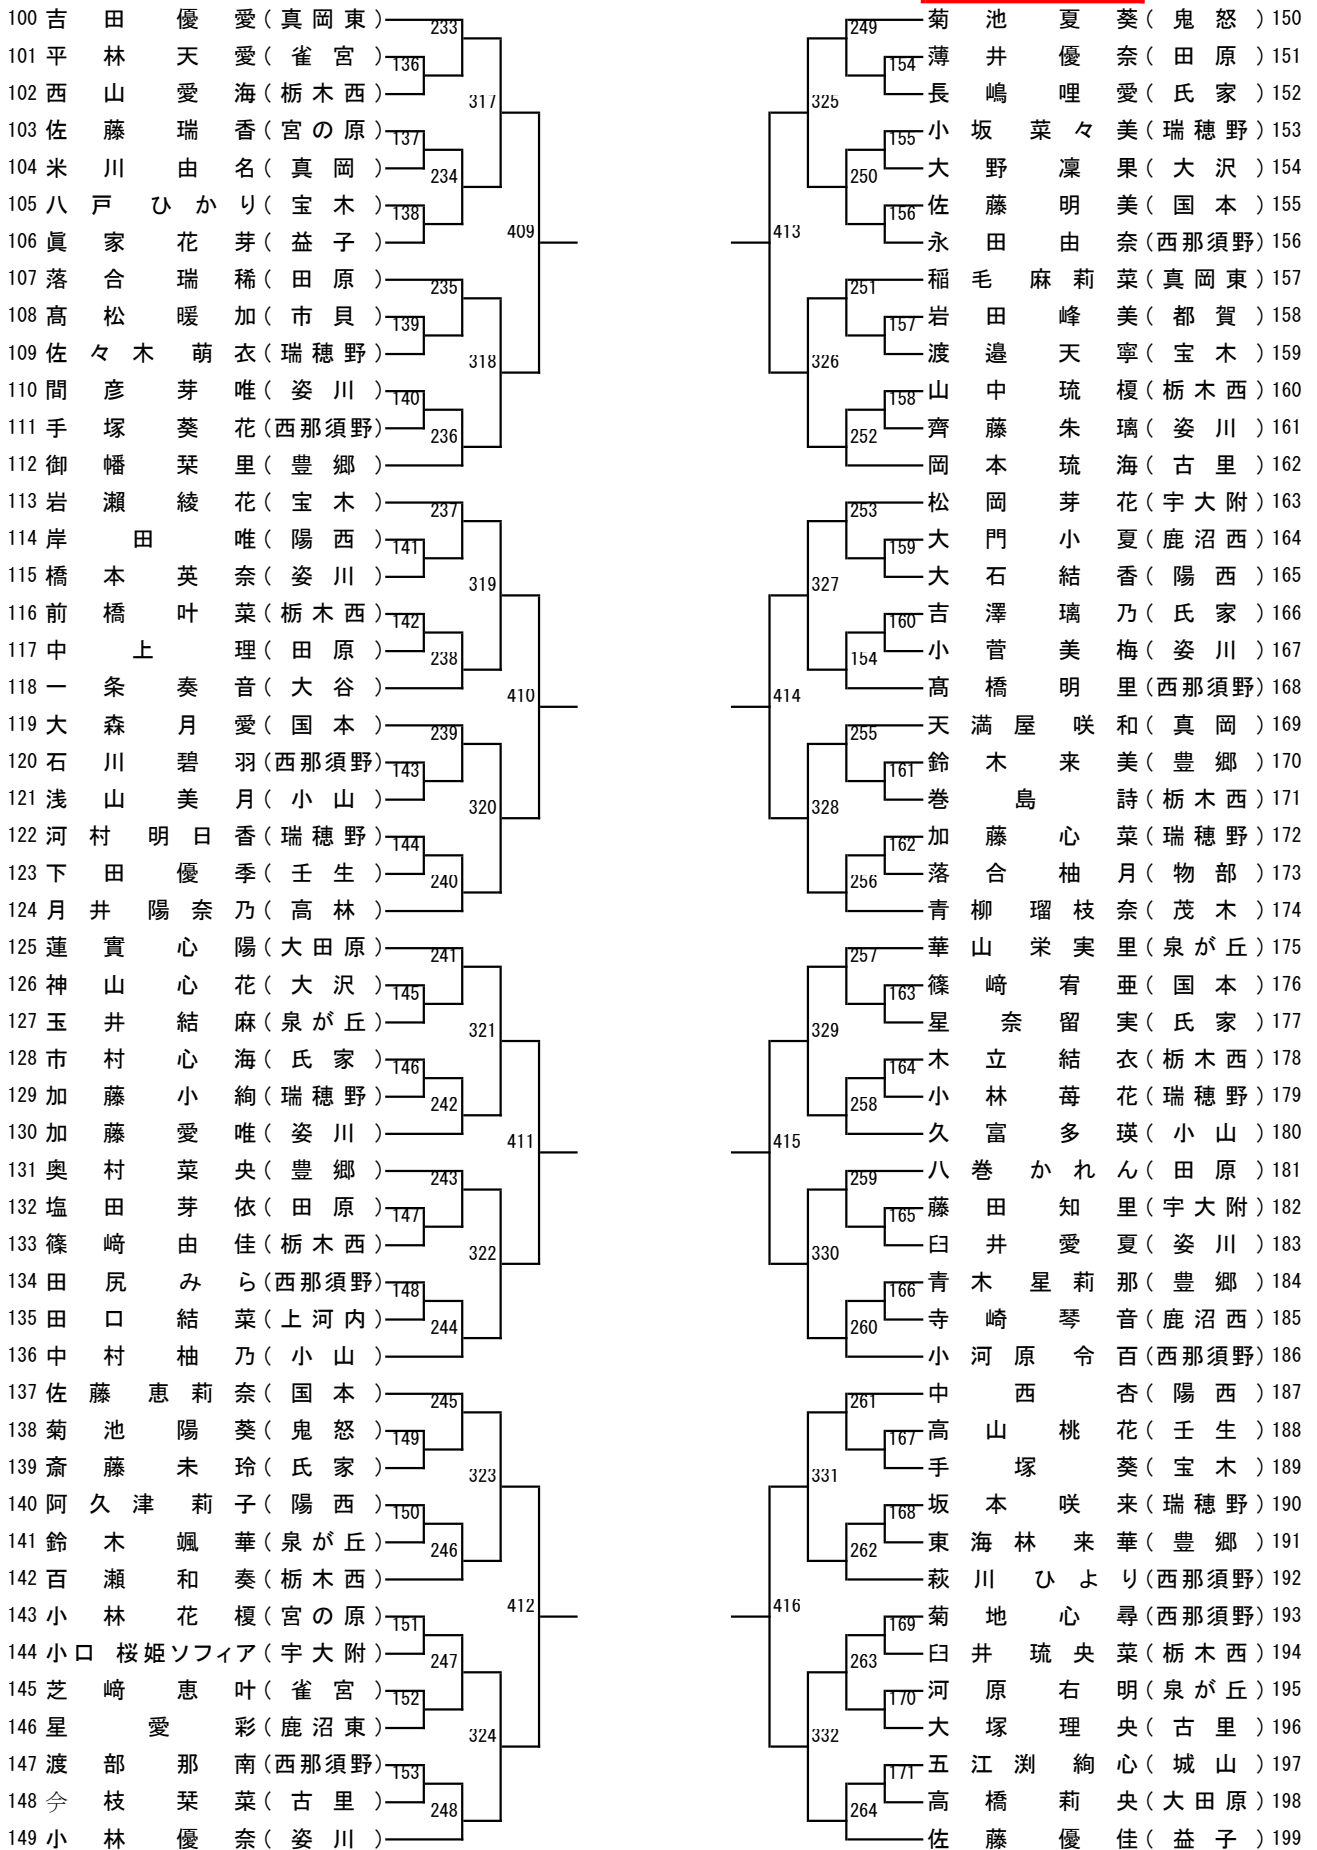 100 吉田優愛(真岡東)
101 平林天愛(雀宮)
102 西山愛海(栃木西)
103 佐藤瑞香(宮の原)
104 米川由名(真岡)
105 八戸ひかり(宝木)
106 眞家花芽(益子)
107 落合瑞稀(田原)
108 髙松暖加(市貝)
109 佐々木萌衣(瑞穂野)
110 間彦芽唯(姿川)
111 手塚葵花(西那須野)
112 御幡栞里(豊郷)
113 岩瀬綾花(宝木)
114 岸田唯(陽西)
115 橋本英奈(姿川)
116 前橋叶菜(栃木西)
117 中上理(田原)
118 一条奏音(大谷)
119 大森月愛(国本)
120 石川碧羽(西那須野)
121 浅山美月(小山)
122 河村明日香(瑞穂野)
123 下田優季(壬生)
124 月井陽奈乃(高林)
125 蓮實心陽(大田原)
126 神山心花(大沢)
127 玉井結麻(泉が丘)
128 市村心海(氏家)
129 加藤小絢(瑞穂野)
130 加藤愛唯(姿川)
131 奥村菜央(豊郷)
132 塩田芽依(田原)
133 篠﨑由佳(栃木西)
134 田尻みら(西那須野)
135 田口結菜(上河内)
136 中村柚乃(小山)
137 佐藤恵莉奈(国本)
138 菊池陽葵(鬼怒)
139 斎藤未玲(氏家)
140 阿久津莉子(陽西)
141 鈴木颯華(泉が丘)
142 百瀬和奏(栃木西)
143 小林花榎(宮の原)
144 小口桜姫ソフィア(宇大附)
145 芝﨑恵叶(雀宮)
146 星愛彩(鹿沼東)
147 渡部那南(西那須野)
148 今枝栞菜(古里)
149 小林優奈(姿川)
233
136
317
137
234
138
409
235
139
318
140
236
237
141
319
142
238
410
239
143
320
144
240
241
145
321
146
242
411
243
147
322
148
244
245
149
323
150
246
412
151
247
152
324
153
248
249
154
325
155
250
156
413
251
157
326
158
252
253
159
327
160
154
414
255
161
328
162
256
257
163
329
164
258
415
259
165
330
166
260
261
167
331
168
262
416
169
263
170
332
171
264
菊池夏葵(鬼怒)150
薄井優奈(田原)151
長嶋哩愛(氏家)152
小坂菜々美(瑞穂野)153
大野凜果(大沢)154
佐藤明美(国本)155
永田由奈(西那須野)156
稲毛麻莉菜(真岡東)157
岩田峰美(都賀)158
渡邉天寧(宝木)159
山中琉榎(栃木西)160
齊藤朱璃(姿川)161
岡本琉海(古里)162
松岡芽花(宇大附)163
大門小夏(鹿沼西)164
大石結香(陽西)165
吉澤璃乃(氏家)166
小菅美梅(姿川)167
髙橋明里(西那須野)168
天満屋咲和(真岡)169
鈴木来美(豊郷)170
巻島詩(栃木西)171
加藤心菜(瑞穂野)172
落合柚月(物部)173
青柳瑠枝奈(茂木)174
華山栄実里(泉が丘)175
篠﨑宥亜(国本)176
星奈留実(氏家)177
木立結衣(栃木西)178
小林苺花(瑞穂野)179
久富多瑛(小山)180
八巻かれん(田原)181
藤田知里(宇大附)182
臼井愛夏(姿川)183
青木星莉那(豊郷)184
寺崎琴音(鹿沼西)185
小河原令百(西那須野)186
中西杏(陽西)187
高山桃花(壬生)188
手塚葵(宝木)189
坂本咲来(瑞穂野)190
東海林来華(豊郷)191
萩川ひより(西那須野)192
菊地心尋(西那須野)193
臼井琉央菜(栃木西)194
河原右明(泉が丘)195
大塚理央(古里)196
五江渕絢心(城山)197
高橋莉央(大田原)198
佐藤優佳(益子)199